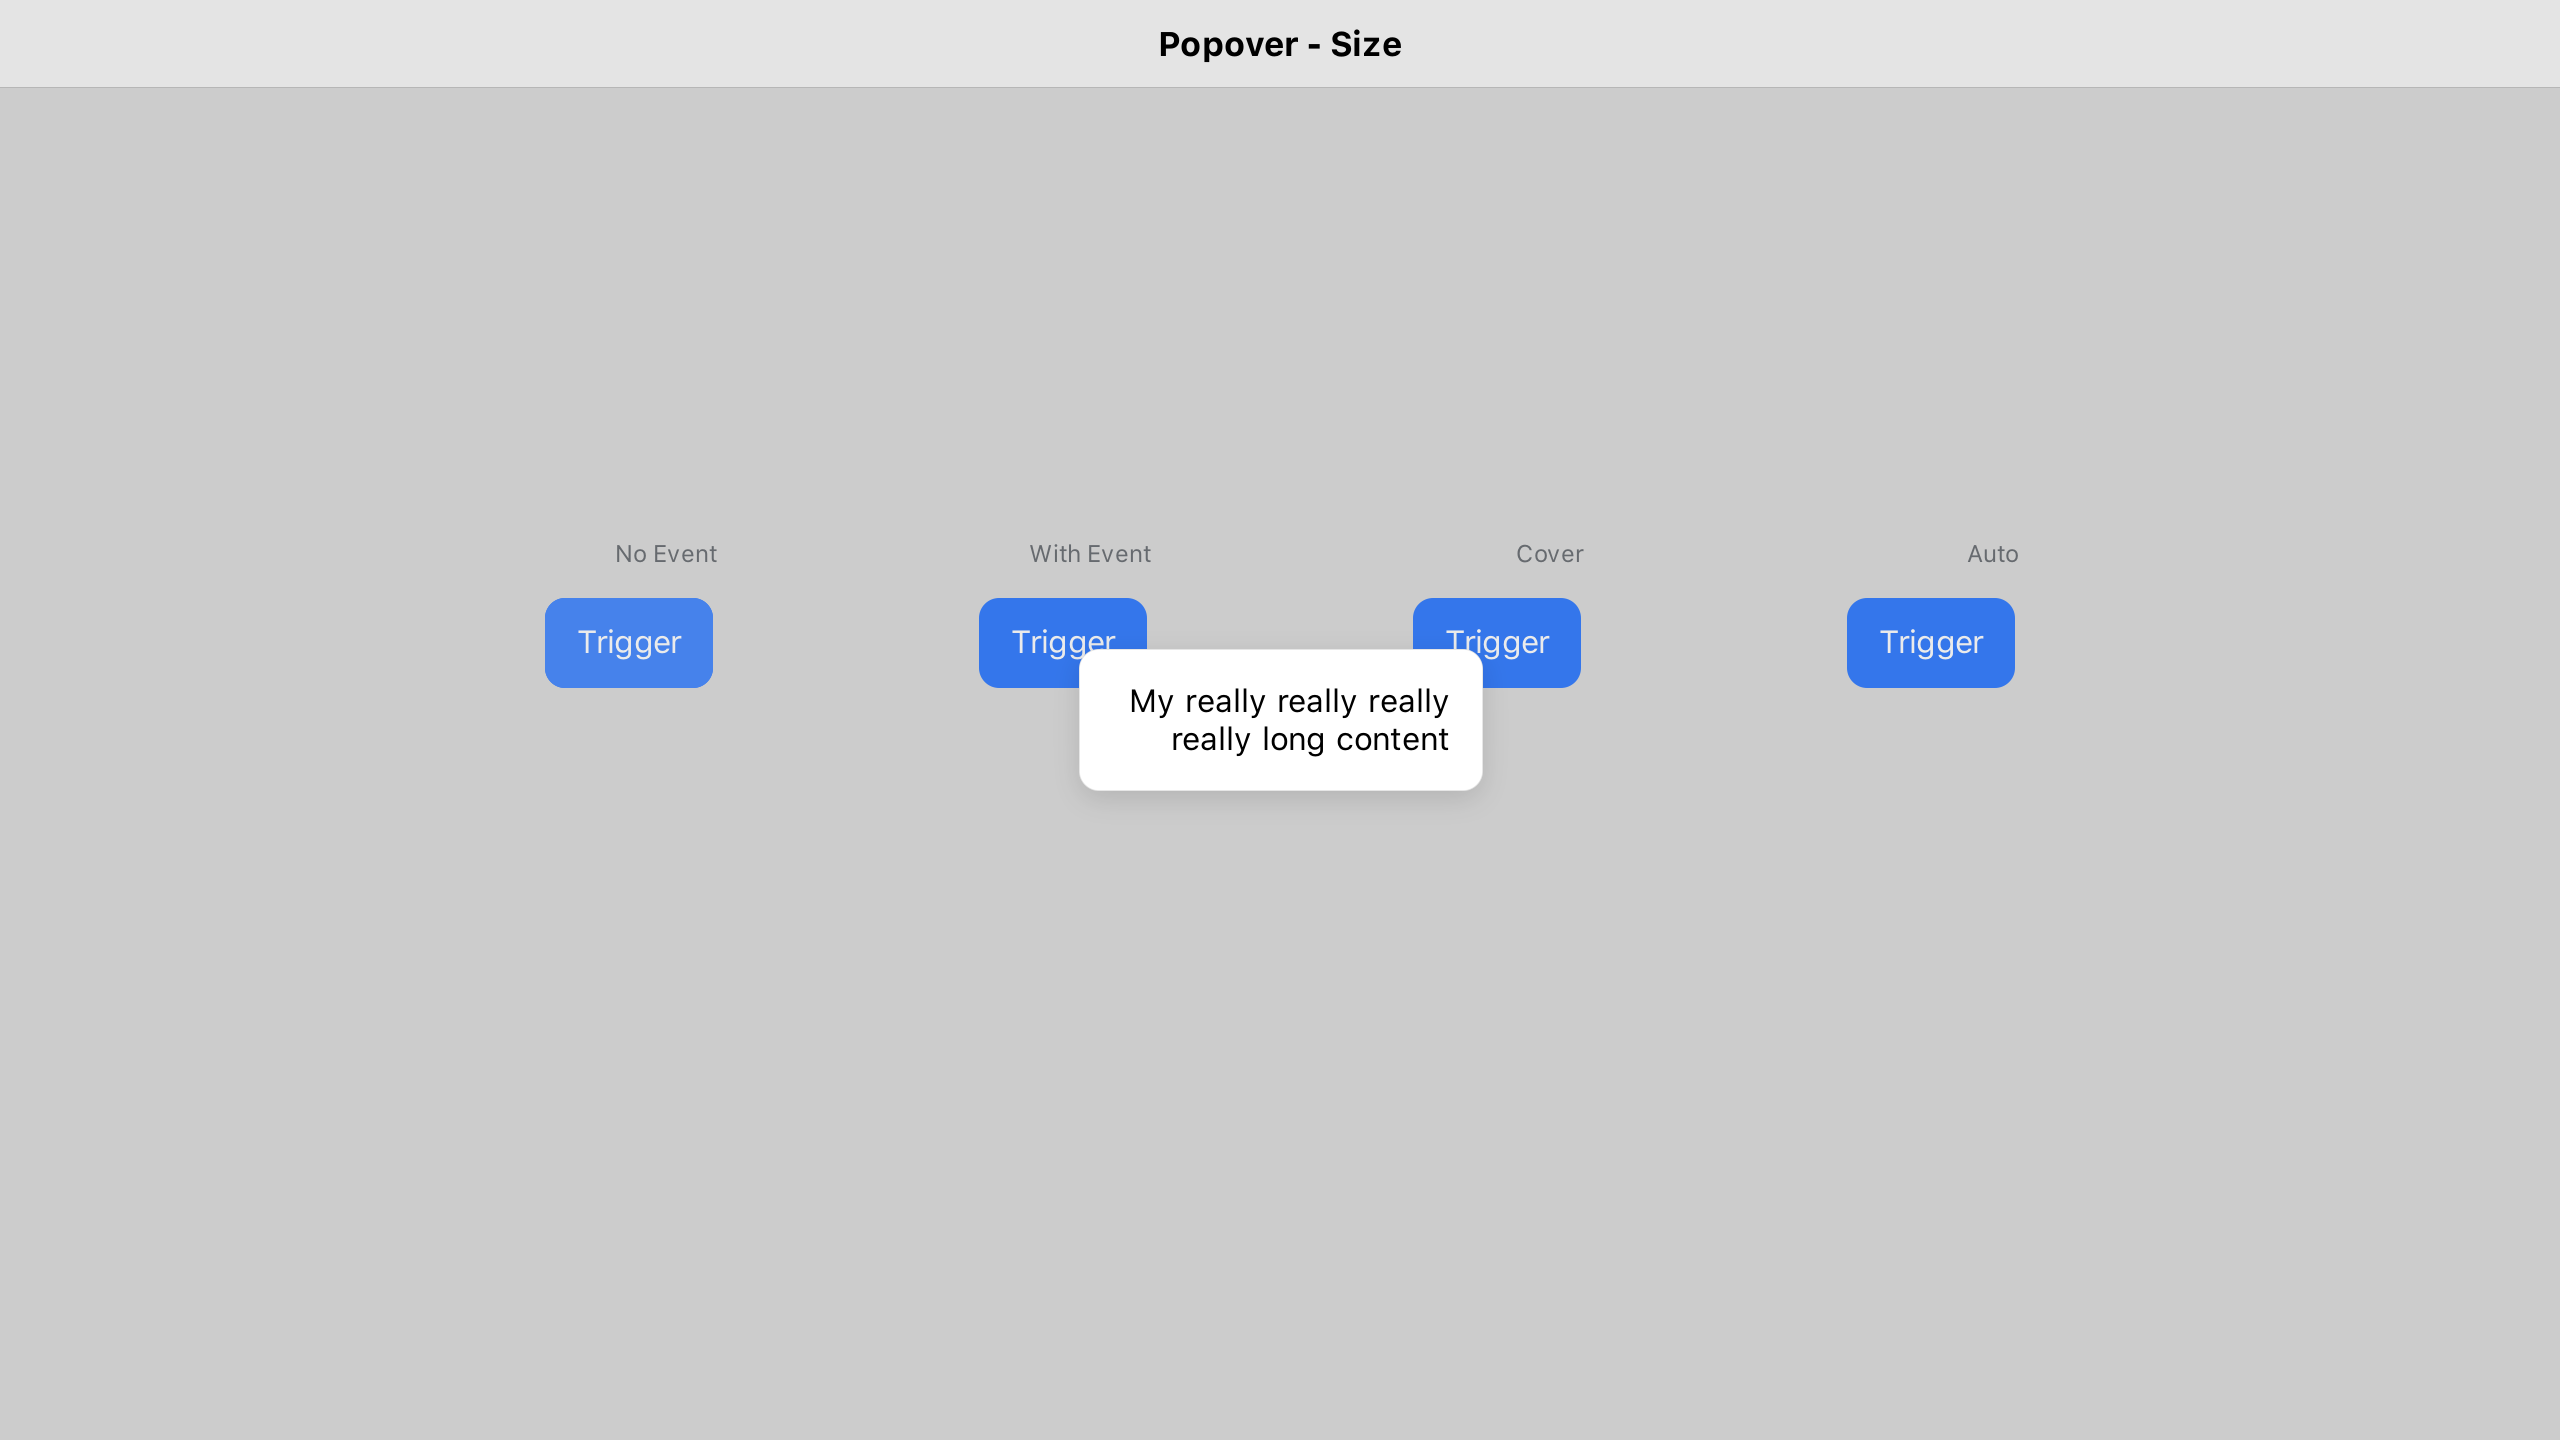 Popover - Size
No Event
With Event
Cover
Auto
Trigger
Trigger
Trigger
Trigger
My really really really
really long content